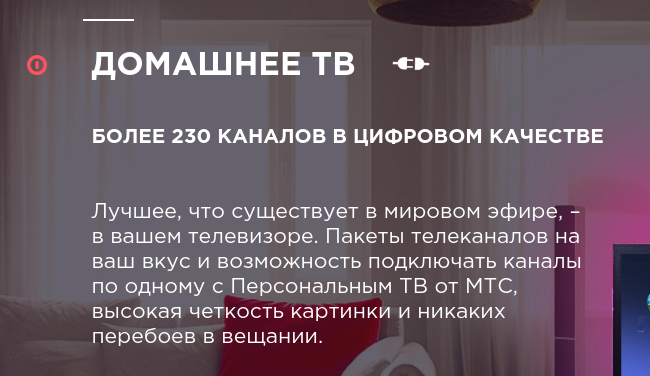 ДОМАШНЕЕ ТВ
БОЛЕЕ 230 КАНАЛОВ В ЦИФРОВОМ КАЧЕСТВЕ
Лучшее, что существует в мировом эфире, –
в вашем телевизоре. Пакеты телеканалов на
ваш вкус и возможность подключать каналы
по одному с Персональным ТВ от МТС,
высокая четкость картинки и никаких
перебоев в вещании.